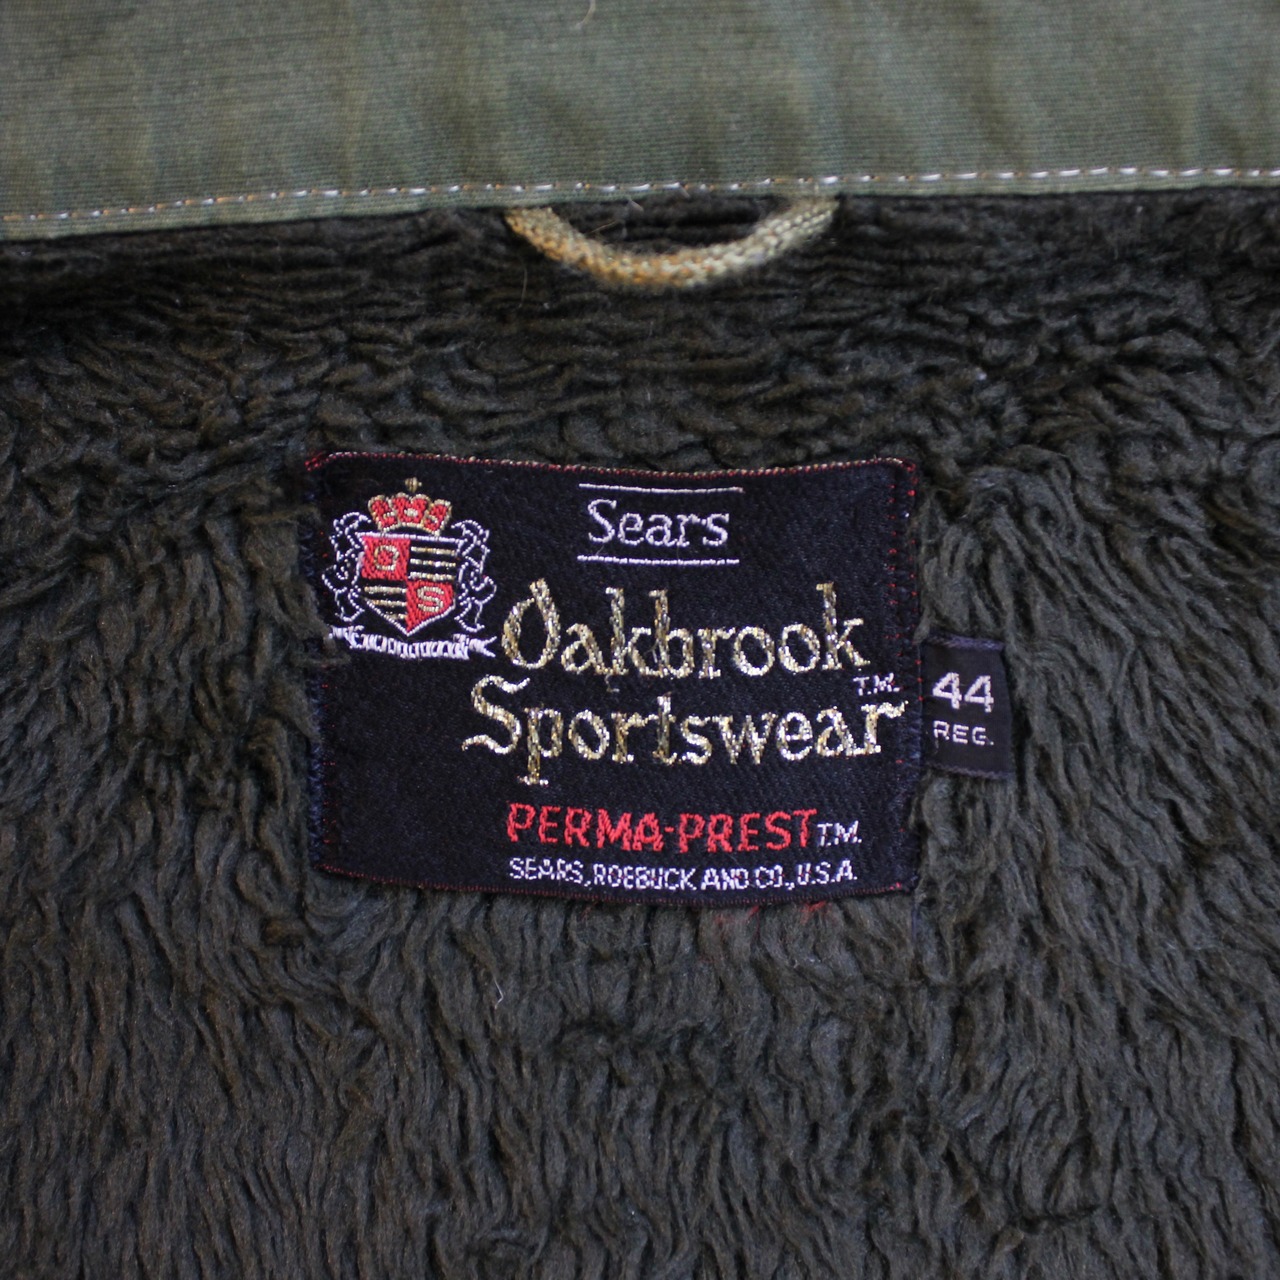 Sears
O
S
Oakbrook
T.M.
Sportswear
PERMA-PREST T.M.
SEARS, ROEBUCK AND CO., U.S.A.
44
REG.